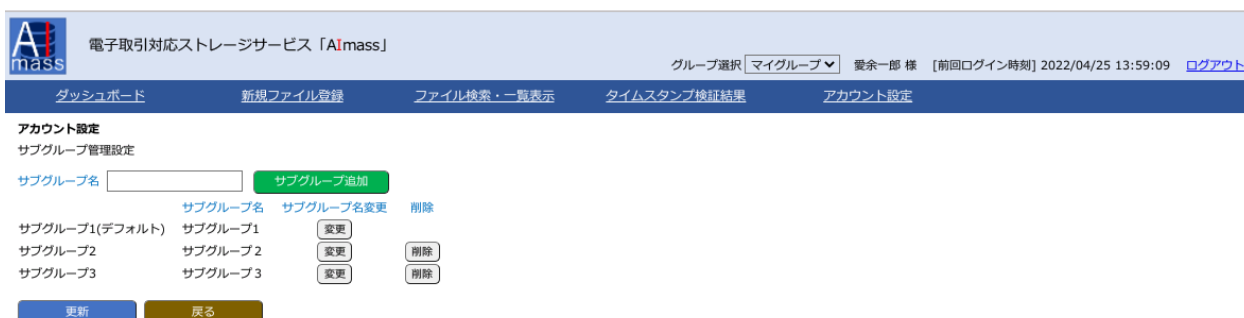 AI
mass
電子取引対応ストレージサービス「AImass」
グループ選択 マイグループ 愛余一郎 様 [前回ログイン時刻] 2022/04/25 13:59:09 ログアウト
ダッシュボード 新規ファイル登録 ファイル検索・一覧表示 タイムスタンプ検証結果 アカウント設定
アカウント設定
サブグループ管理設定
サブグループ名 サブグループ追加
サブグループ名 サブグループ名変更 削除
サブグループ1(デフォルト) サブグループ1 変更
サブグループ2 サブグループ2 変更 削除
サブグループ3 サブグループ3 変更 削除
更新 戻る